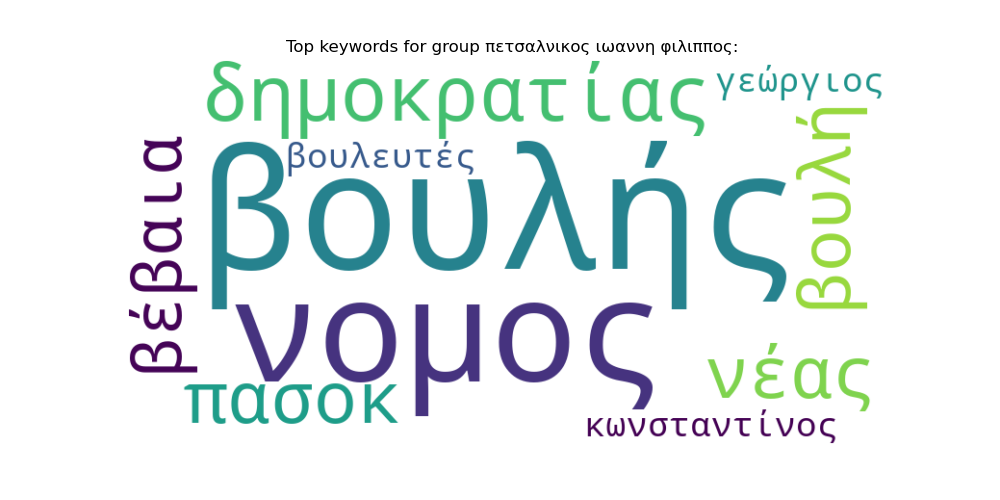 Top keywords for group πετσαλνικος ιωαννη φιλιππος:
δημοκρατίας
γεώργιος
βέβαια
βουλευτές
βουλής
βουλή
νομος
νέας
πασοκ
κωνσταντίνος